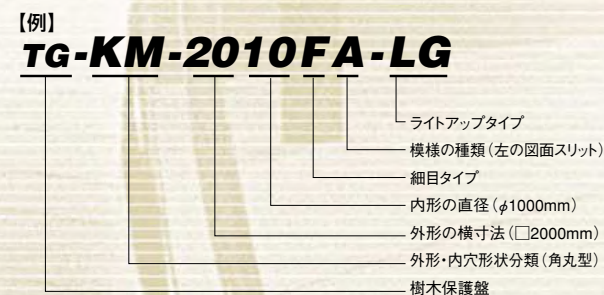 【例】
TG-KM-2010FA-LG
ライトアップタイプ
模様の種類(左の図面スリット)
細目タイプ
内形の直径(φ1000mm)
外形の横寸法(□2000mm)
外形・内穴形状分類(角丸型)
樹木保護盤